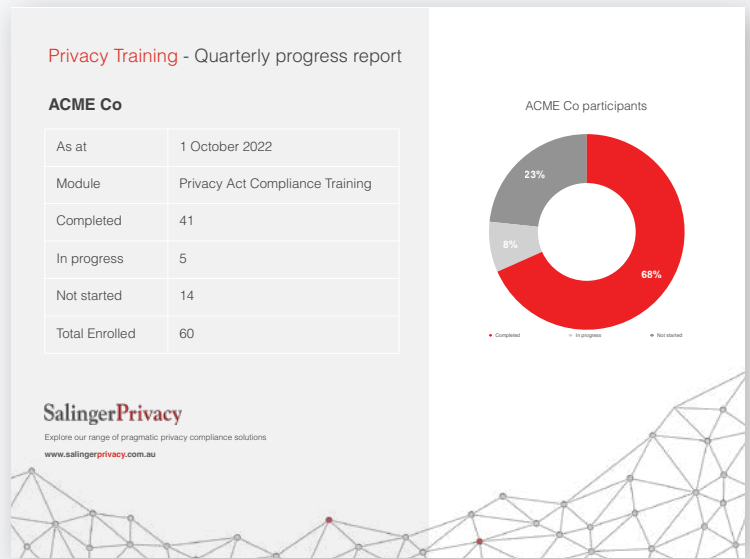 Privacy Training - Quarterly progress report
ACME Co
As at 1 October 2022
Module Privacy Act Compliance Training
Completed 41
In progress 5
Not started 14
Total Enrolled 60
SalingerPrivacy
Explore our range of pragmatic privacy compliance solutions
www.salingerprivacy.com.au
ACME Co participants
23%
8%
68%
Completed In progress Not started